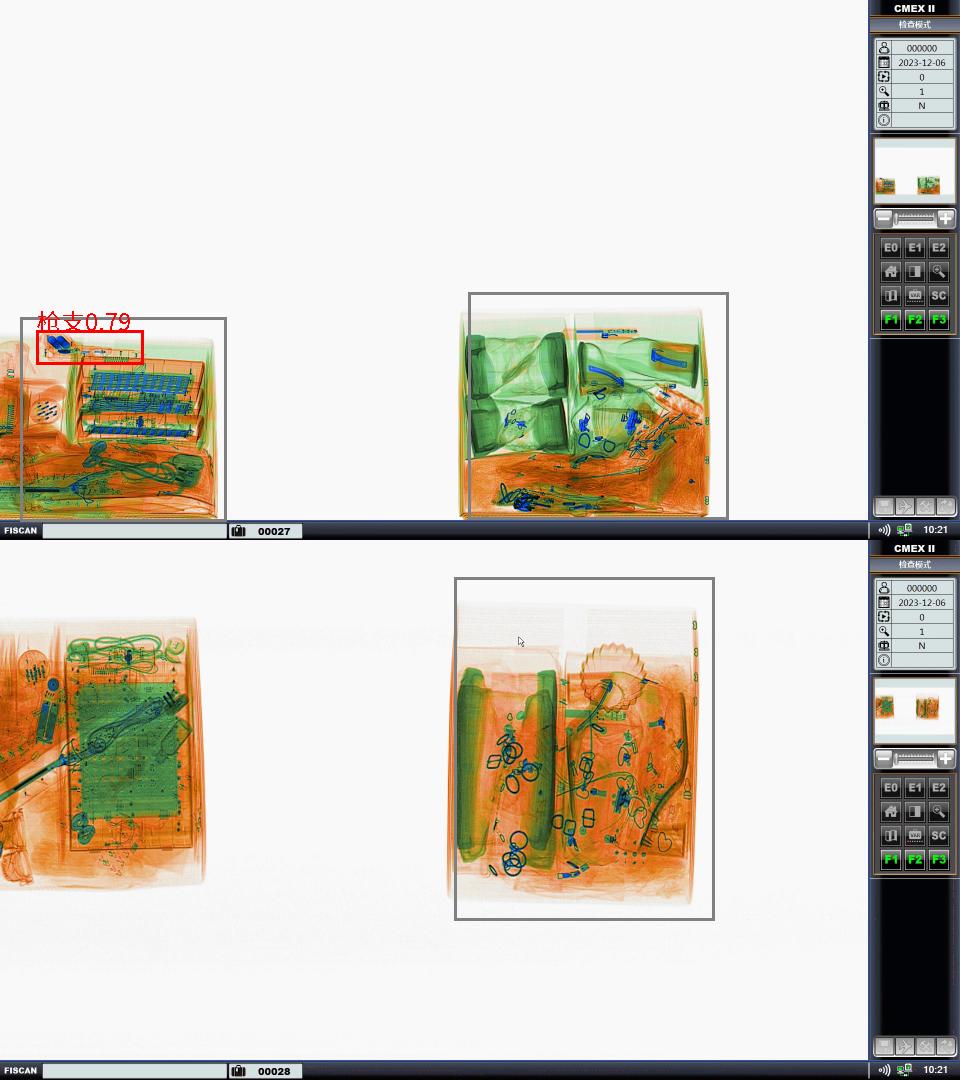 CMEX II
检查模式
000000
2023-12-06
0
1
N
E0 E1 E2
VAR SC
F1 F2 F3
枪支0.79
FISCAN
00027
10:21
CMEX II
检查模式
000000
2023-12-06
0
1
N
E0 E1 E2
VAR SC
F1 F2 F3
FISCAN
00028
10:21